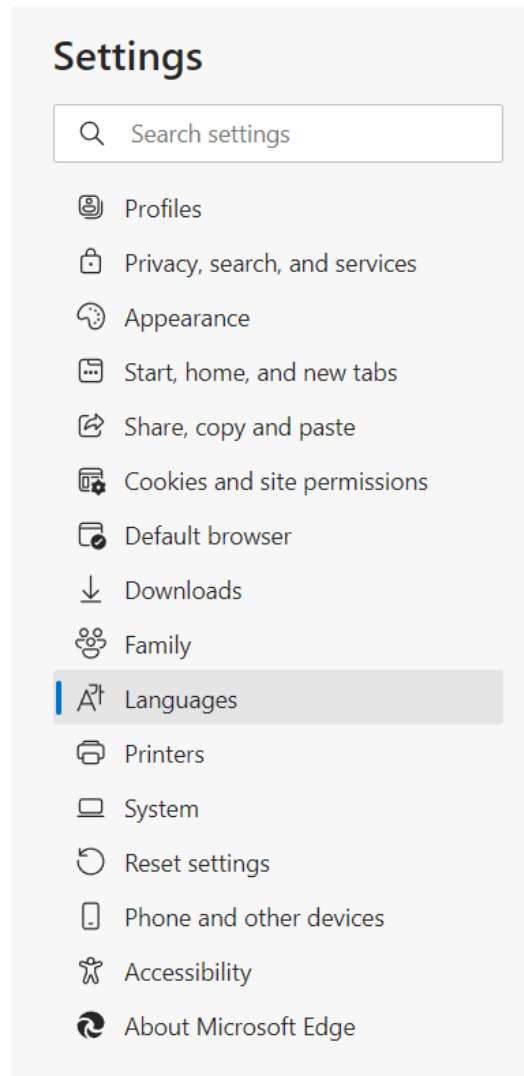 Settings
Search settings
Profiles
Privacy, search, and services
Appearance
Start, home, and new tabs
Share, copy and paste
Cookies and site permissions
Default browser
Downloads
Family
Languages
Printers
System
Reset settings
Phone and other devices
Accessibility
About Microsoft Edge